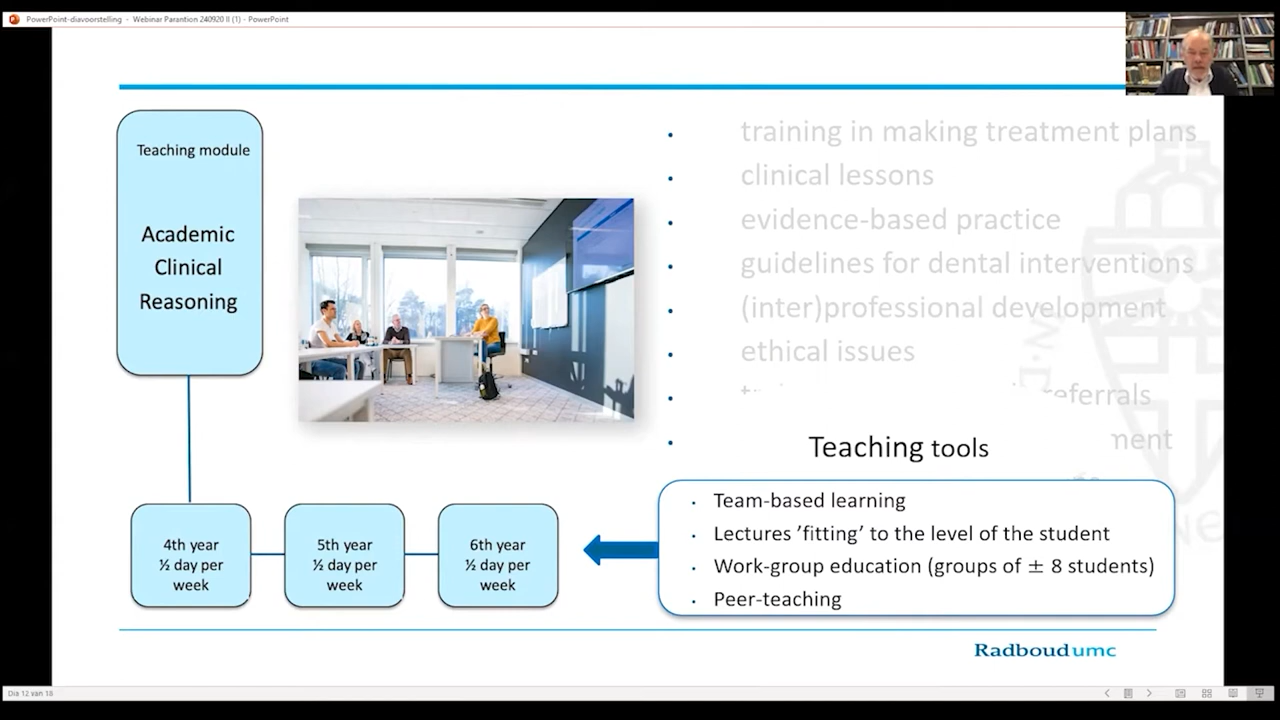 PowerPoint-diavoorstelling - Webinar Parantion 240920 II (1) - PowerPoint
Teaching module
Academic
Clinical
Reasoning
• training in making treatment plans
• clinical lessons
• evidence-based practice
• guidelines for dental interventions
• (inter)professional development
• ethical issues
• referrals
•
Teaching tools
• Team-based learning
• Lectures ’fitting’ to the level of the student
• Work-group education (groups of ± 8 students)
• Peer-teaching
4th year
½ day per
week
5th year
½ day per
week
6th year
½ day per
week
Radboudumc
Dia 12 van 18